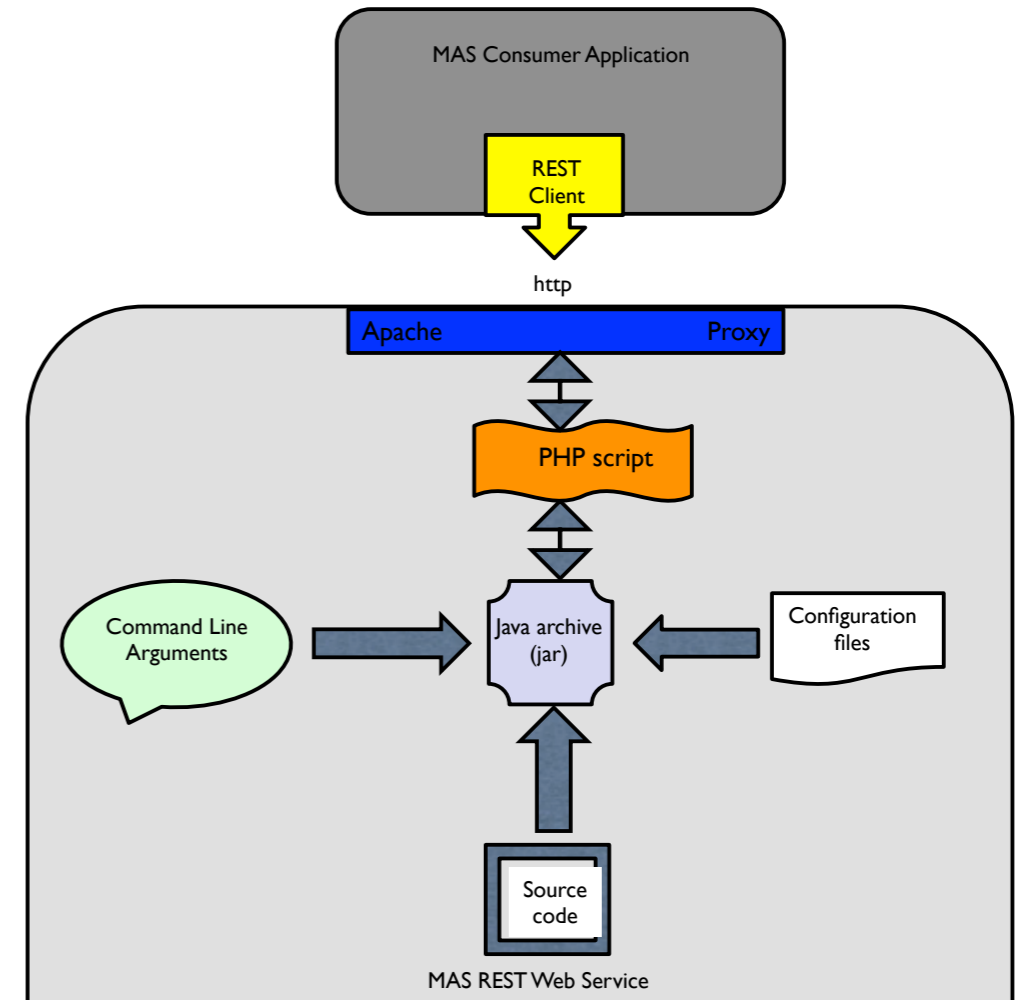 MAS Consumer Application
REST
Client
http
Apache Proxy
PHP script
Command Line
Arguments
Java archive
(jar)
Configuration
files
Source
code
MAS REST Web Service